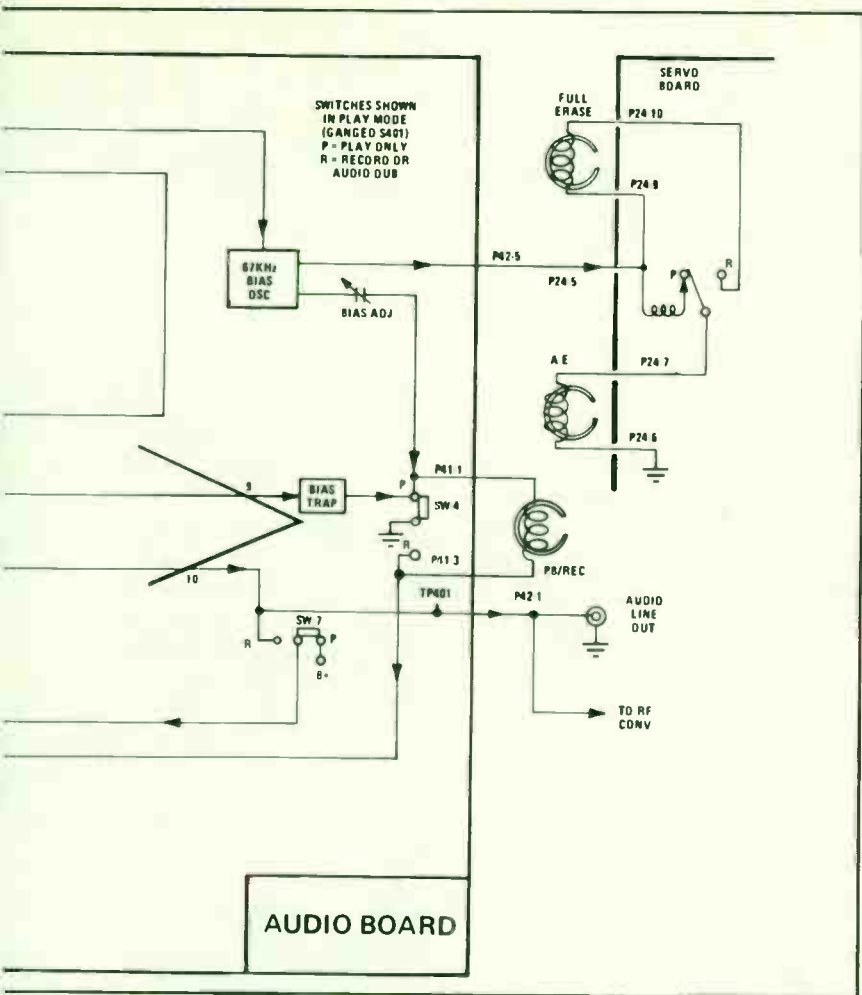 SERVO
BOARD
FULL
ERASE
SWITCHES SHOWN
IN PLAY MODE
(GANGED S401)
P = PLAY ONLY
R = RECORD OR
AUDIO DUB
P24-10
P24-9
67KHz
BIAS
OSC
P42-5
P24-5
P
R
BIAS ADJ
A E
P24-7
P24-6
9
BIAS
TRAP
P
P41-1
SW 4
R
P41-3
PB/REC
10
TP401
P42-1
AUDIO
LINE
OUT
SW 7
R
P
B+
TO RF
CONV
AUDIO BOARD